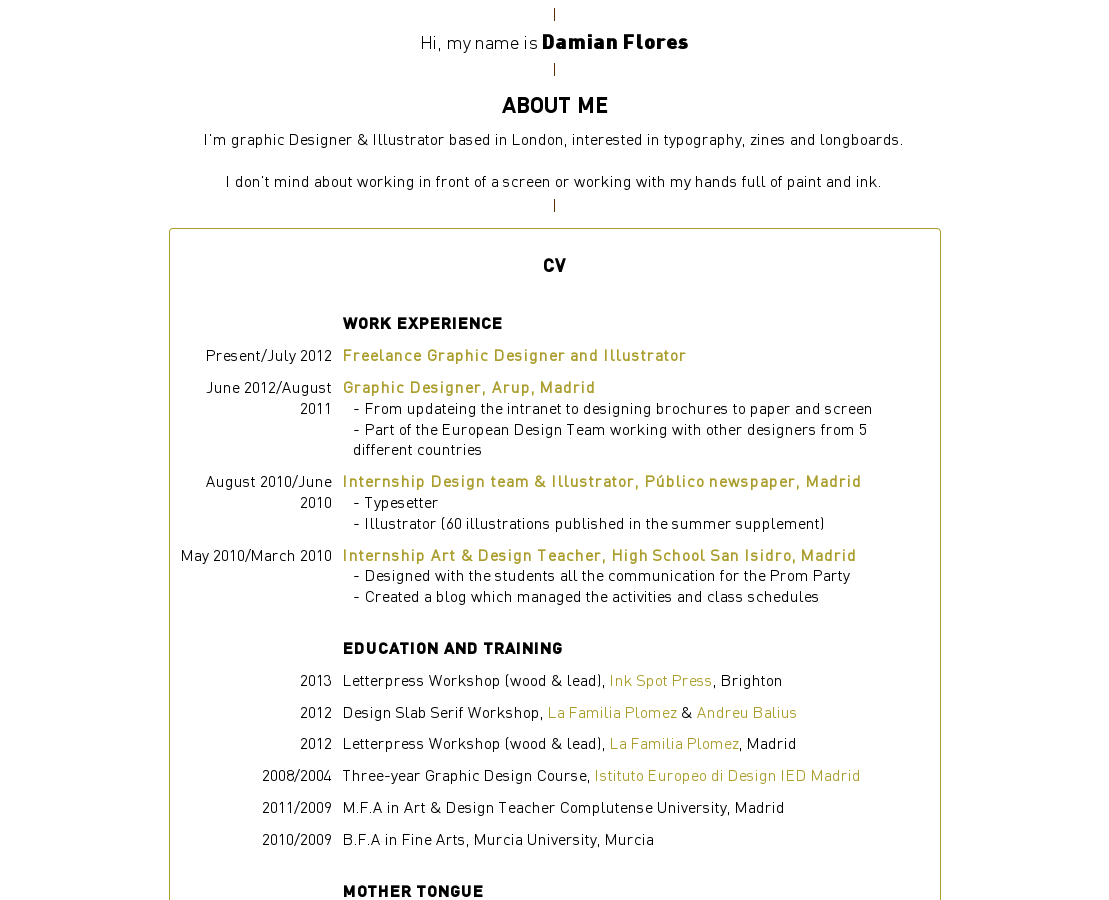 Hi, my name is Damian Flores
ABOUT ME
I'm graphic Designer & Illustrator based in London, interested in typography, zines and longboards.
I don't mind about working in front of a screen or working with my hands full of paint and ink.
CV
WORK EXPERIENCE
Present/July 2012 Freelance Graphic Designer and Illustrator
June 2012/August 2011 Graphic Designer, Arup, Madrid
- From updateing the intranet to designing brochures to paper and screen
- Part of the European Design Team working with other designers from 5
different countries
August 2010/June 2010 Internship Design team & Illustrator, Público newspaper, Madrid
- Typesetter
- Illustrator (60 illustrations published in the summer supplement)
May 2010/March 2010 Internship Art & Design Teacher, High School San Isidro, Madrid
- Designed with the students all the communication for the Prom Party
- Created a blog which managed the activities and class schedules
EDUCATION AND TRAINING
2013 Letterpress Workshop (wood & lead), Ink Spot Press, Brighton
2012 Design Slab Serif Workshop, La Familia Plomez & Andreu Balius
2012 Letterpress Workshop (wood & lead), La Familia Plomez, Madrid
2008/2004 Three-year Graphic Design Course, Istituto Europeo di Design IED Madrid
2011/2009 M.F.A in Art & Design Teacher Complutense University, Madrid
2010/2009 B.F.A in Fine Arts, Murcia University, Murcia
MOTHER TONGUE